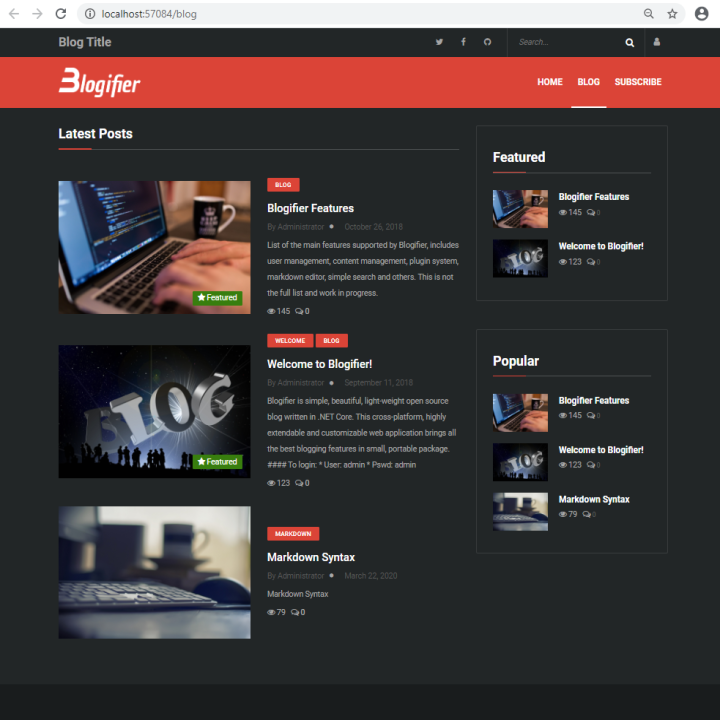 localhost:57084/blog
Blog Title
Search...
Blogifier
HOME BLOG SUBSCRIBE
Latest Posts
BLOG
Blogifier Features
By Administrator October 26, 2018
List of the main features supported by Blogifier, includes
user management, content management, plugin system,
markdown editor, simple search and others. This is not
the full list and work in progress.
145 0
Featured
WELCOME BLOG
Welcome to Blogifier!
By Administrator September 11, 2018
Blogifier is simple, beautiful, light-weight open source
blog written in .NET Core. This cross-platform, highly
extendable and customizable web application brings all
the best blogging features in small, portable package.
#### To login: * User: admin * Pswd: admin
123 0
BLOG
Featured
MARKDOWN
Markdown Syntax
By Administrator March 22, 2020
Markdown Syntax
79 0
Featured
Blogifier Features
145 0
Welcome to Blogifier!
123 0
BLOG
Popular
Blogifier Features
145 0
Welcome to Blogifier!
123 0
BLOG
Markdown Syntax
79 0